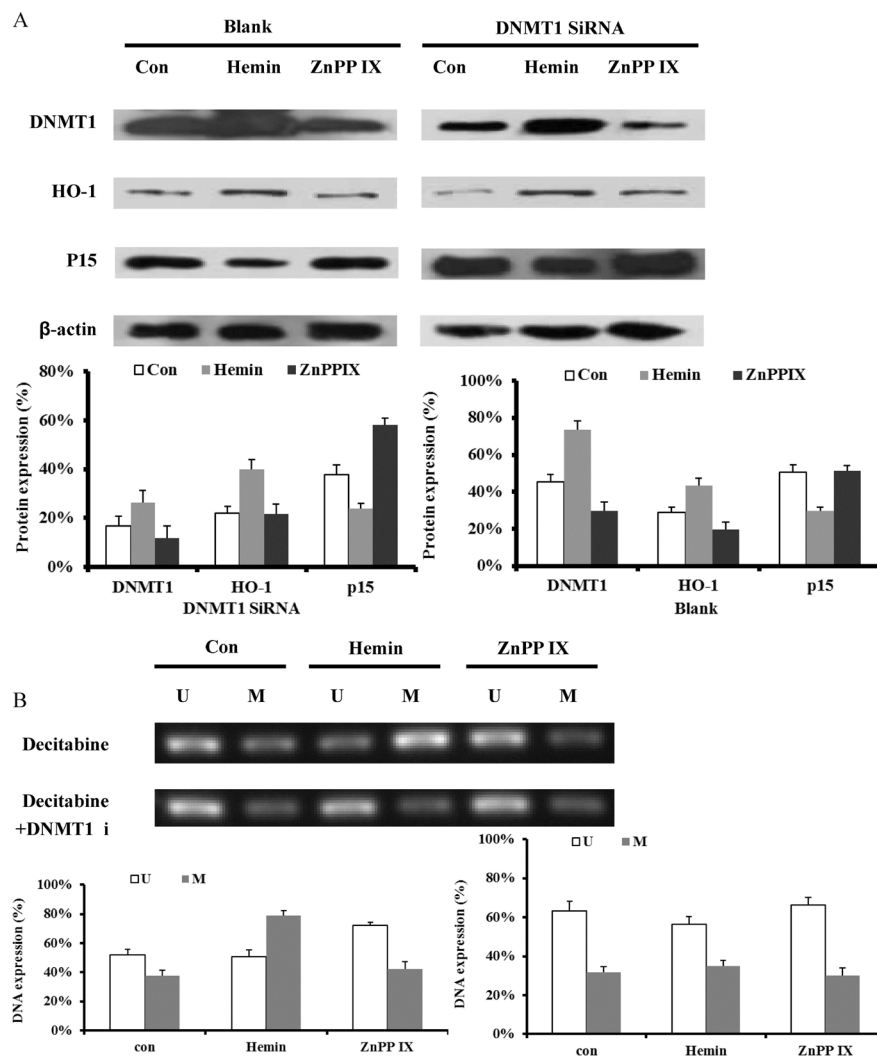 A
Blank DNMT1 SiRNA
Con Hemin ZnPP IX Con Hemin ZnPP IX
DNMT1
HO-1
P15
β-actin
80%
60%
40%
20%
0%
Protein expression (%)
Con Hemin ZnPPIX
DNMT1 HO-1 p15
DNMT1 SiRNA
100%
80%
60%
40%
20%
0%
Protein expression (%)
Con Hemin ZnPPIX
DNMT1 HO-1 p15
Blank
B
Con Hemin ZnPP IX
U M U M U M
Decitabine
Decitabine
+DNMT1 i
100%
80%
60%
40%
20%
0%
DNA expression (%)
U M
con Hemin ZnPP IX
100%
80%
60%
40%
20%
0%
DNA expression (%)
U M
con Hemin ZnPP IX